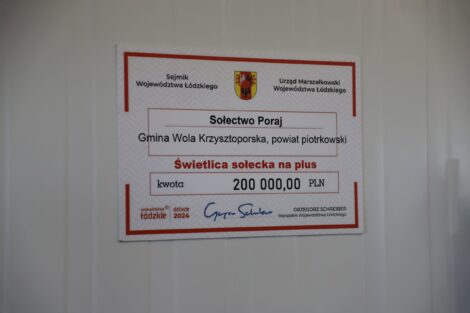 Sejmik
Województwa Łódzkiego
Urząd Marszałkowski
Województwa Łódzkiego
Sołectwo Poraj
Gmina Wola Krzysztoporska, powiat piotrkowski
Świetlica sołecka na plus
kwota 200 000,00 PLN
łódzkie
dotacje
2024
GRZEGORZ SCHREIBER
Marszałek Województwa Łódzkiego